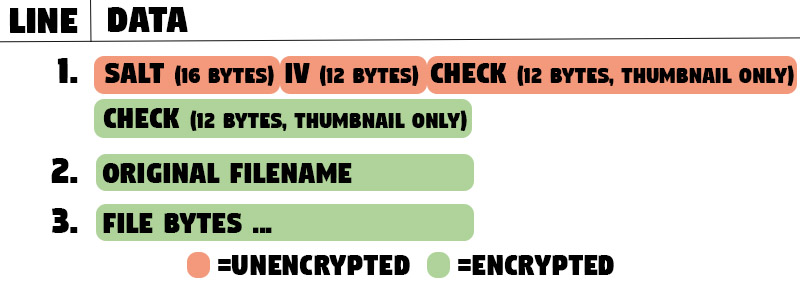 LINE DATA
1. SALT (16 BYTES) IV (12 BYTES) CHECK (12 BYTES, THUMBNAIL ONLY)
CHECK (12 BYTES, THUMBNAIL ONLY)
2. ORIGINAL FILENAME
3. FILE BYTES ...
=UNENCRYPTED =ENCRYPTED